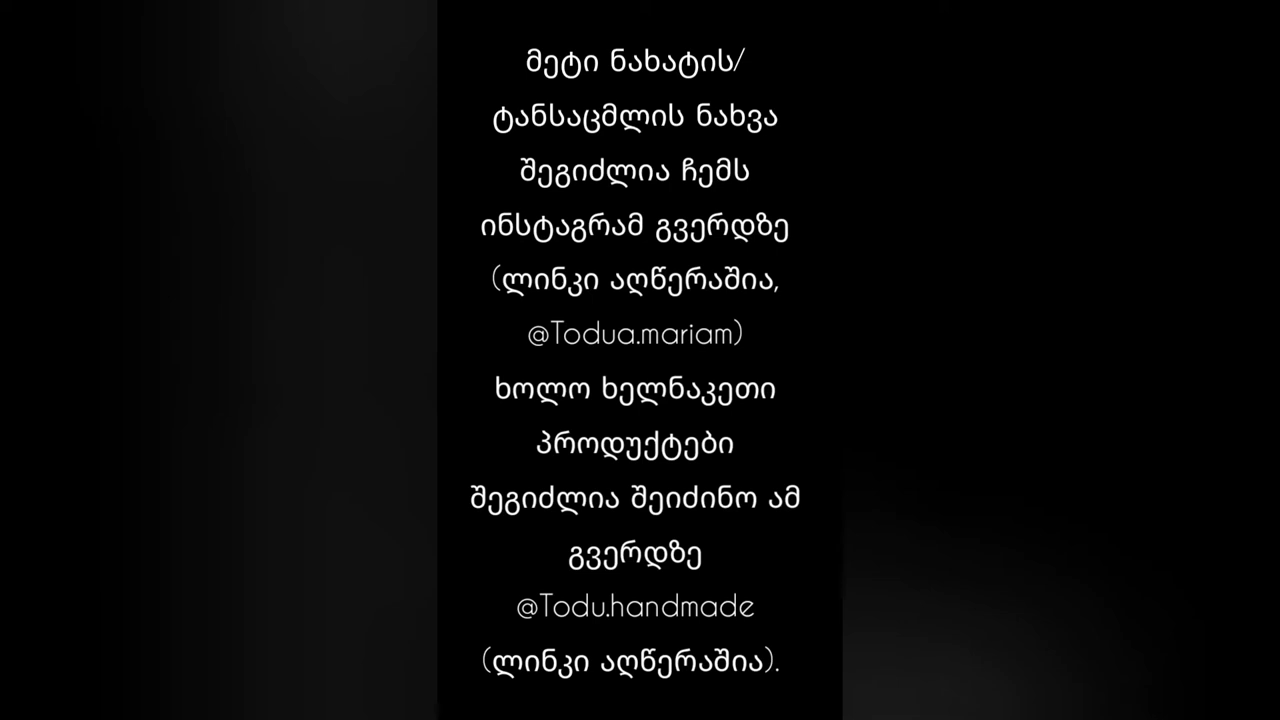 მეტი ნახატის/
ტანსაცმლის ნახვა
შეგიძლია ჩემს
ინსტაგრამ გვერდზე
(ლინკი აღწერაშია,
@Todua.mariam)
ხოლო ხელნაკეთი
პროდუქტები
შეგიძლია შეიძინო ამ
გვერდზე
@Todu.handmade
(ლინკი აღწერაშია).